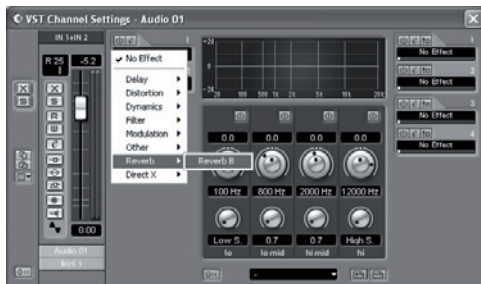 VST Channel Settings - Audio 01
IN 1+IN 2
R 25
-5.2
0.00
Audio 01
BUS 1
No Effect
Delay
Distortion
Dynamics
Filter
Modulation
Other
Reverb
Reverb B
Direct X
+24
0
-24
20
100
500
1k
2k
5k
10k
20k
0.0
0.0
0.0
0.0
100 Hz
800 Hz
2000 Hz
12000 Hz
Low S.
0.7
0.7
High S.
lo
lo mid
hi mid
hi
1
No Effect
2
No Effect
3
No Effect
4
No Effect